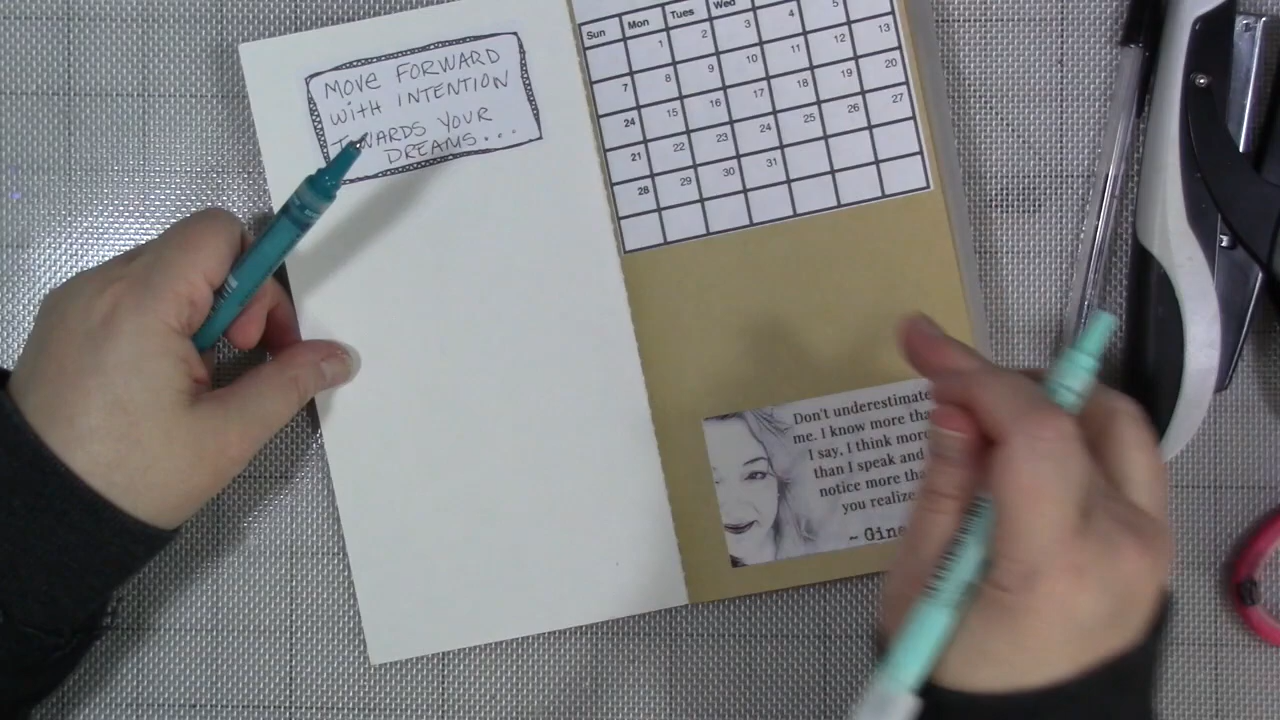 MOVE FORWARD
WITH INTENTION
TOWARDS YOUR
DREAMS...
Sun Mon Tues Wed
1 2 3 4 5
7 8 9 10 11 12 13
24 15 16 17 18 19 20
21 22 23 24 25 26 27
28 29 30 31
Don't underestimate
me. I know more
I say, I think more
than I speak and
notice more
you realize
~ Gina